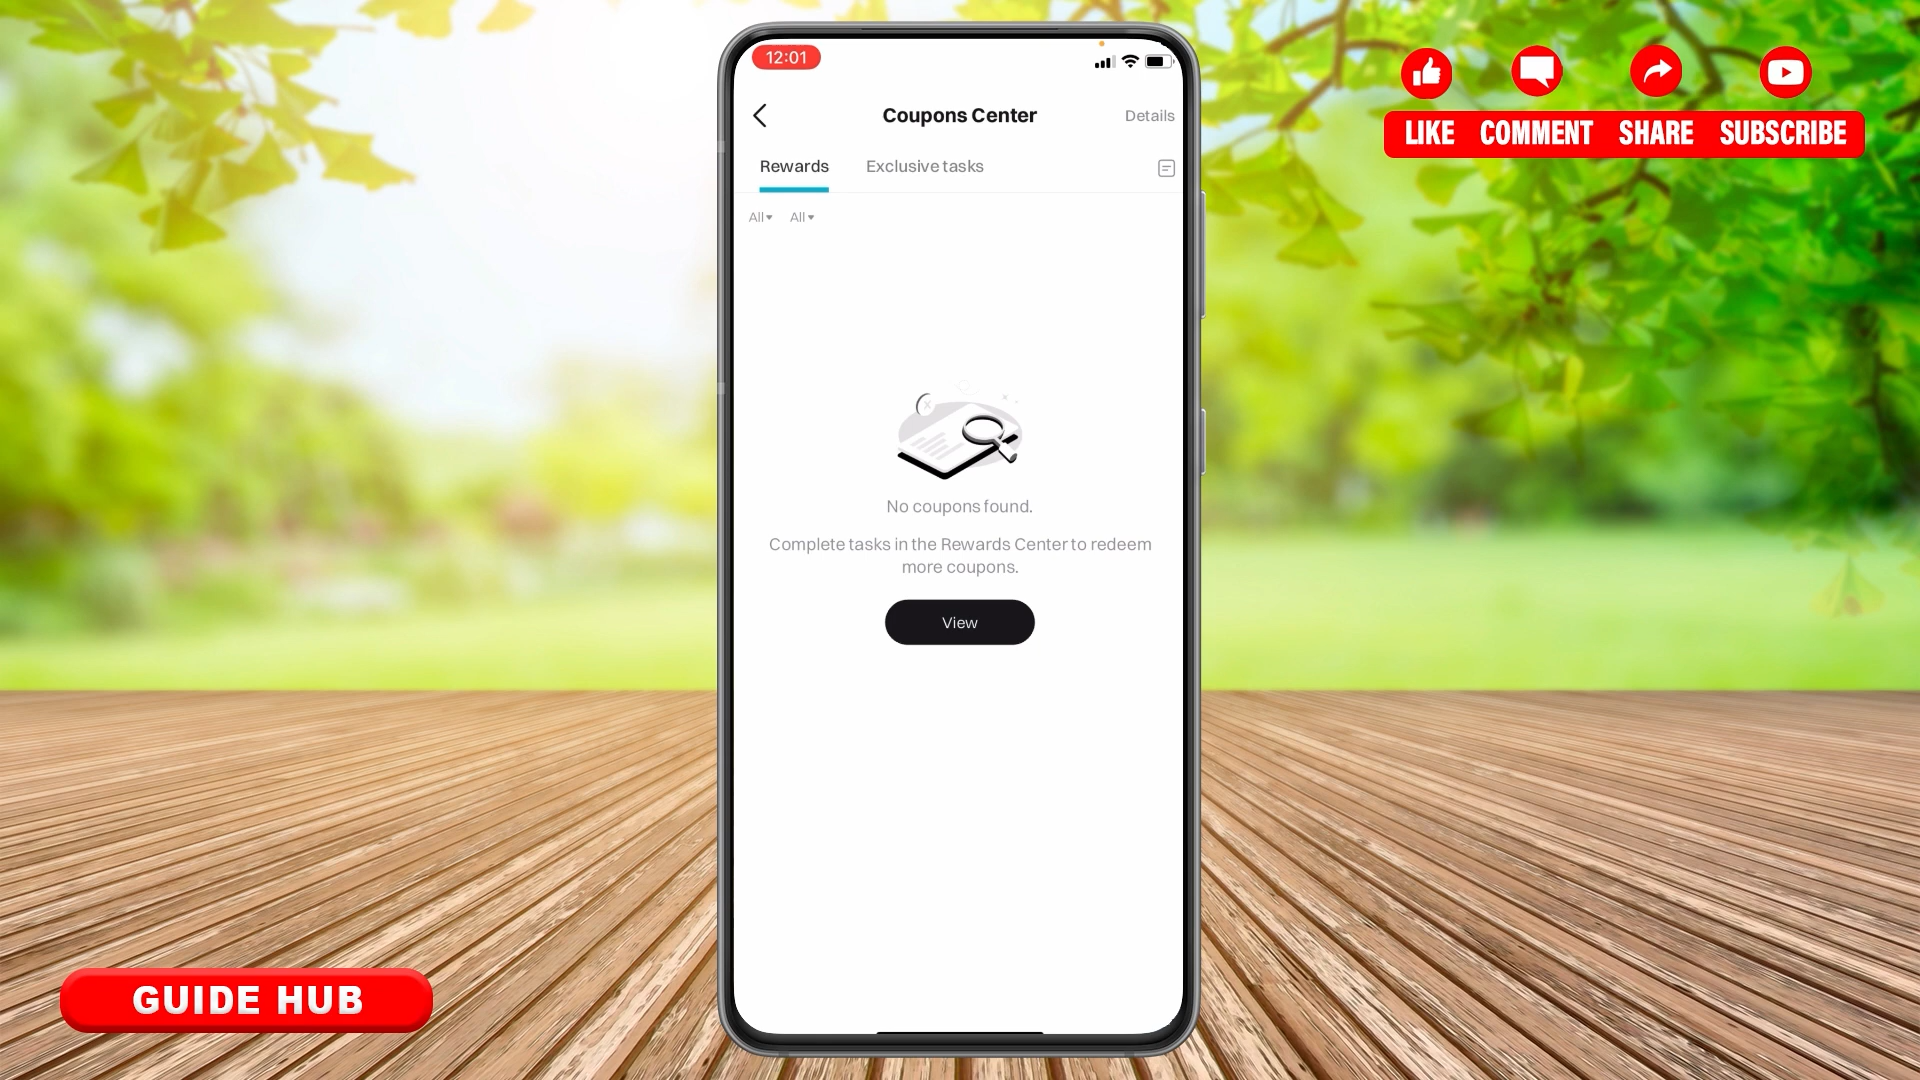 12:01
Coupons Center
Details
Rewards
Exclusive tasks
All
All
No coupons found.
Complete tasks in the Rewards Center to redeem
more coupons.
View
LIKE COMMENT SHARE SUBSCRIBE
GUIDE HUB